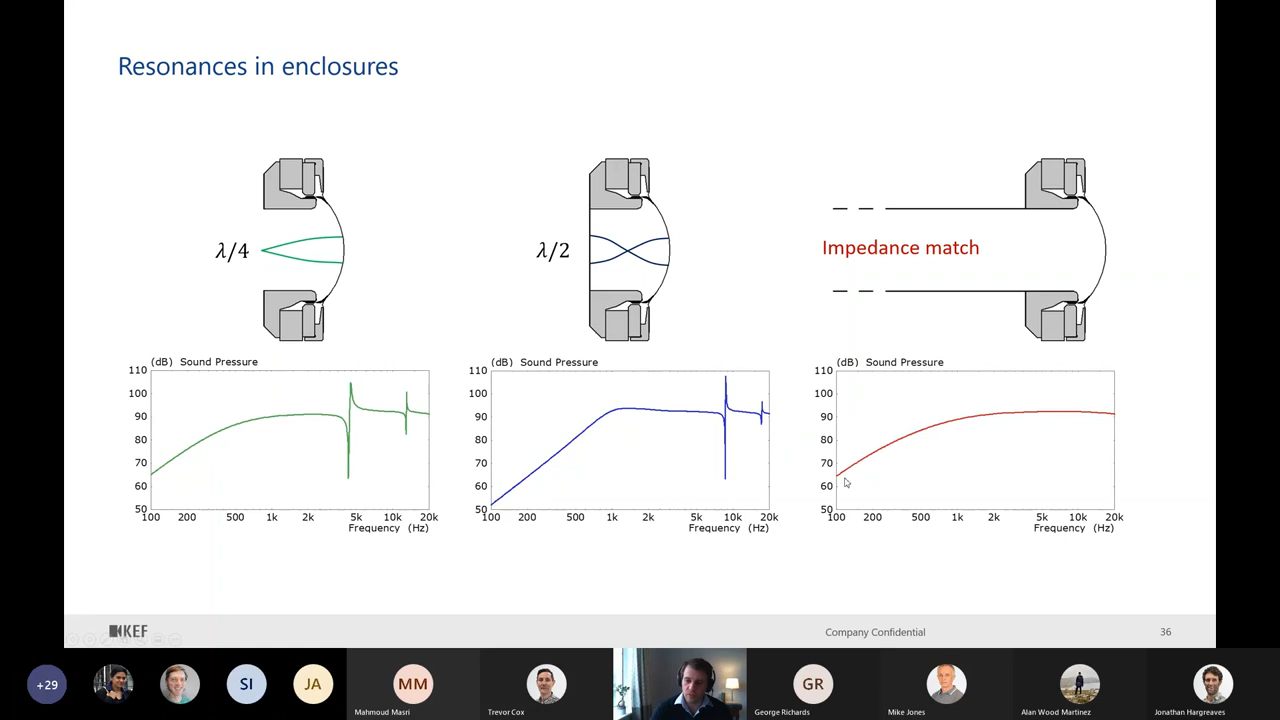 Resonances in enclosures
λ/4
λ/2
Impedance match
(dB) Sound Pressure
110
100
90
80
70
60
50
100 200 500 1k 2k 5k 10k 20k
Frequency (Hz)
(dB) Sound Pressure
110
100
90
80
70
60
50
100 200 500 1k 2k 5k 10k 20k
Frequency (Hz)
(dB) Sound Pressure
110
100
90
80
70
60
50
100 200 500 1k 2k 5k 10k 20k
Frequency (Hz)
KEF
Company Confidential
36
+29
SI
JA
MM
GR
Mahmoud Masri
Trevor Cox
George Richards
Mike Jones
Alan Wood Martinez
Jonathan Hargreaves